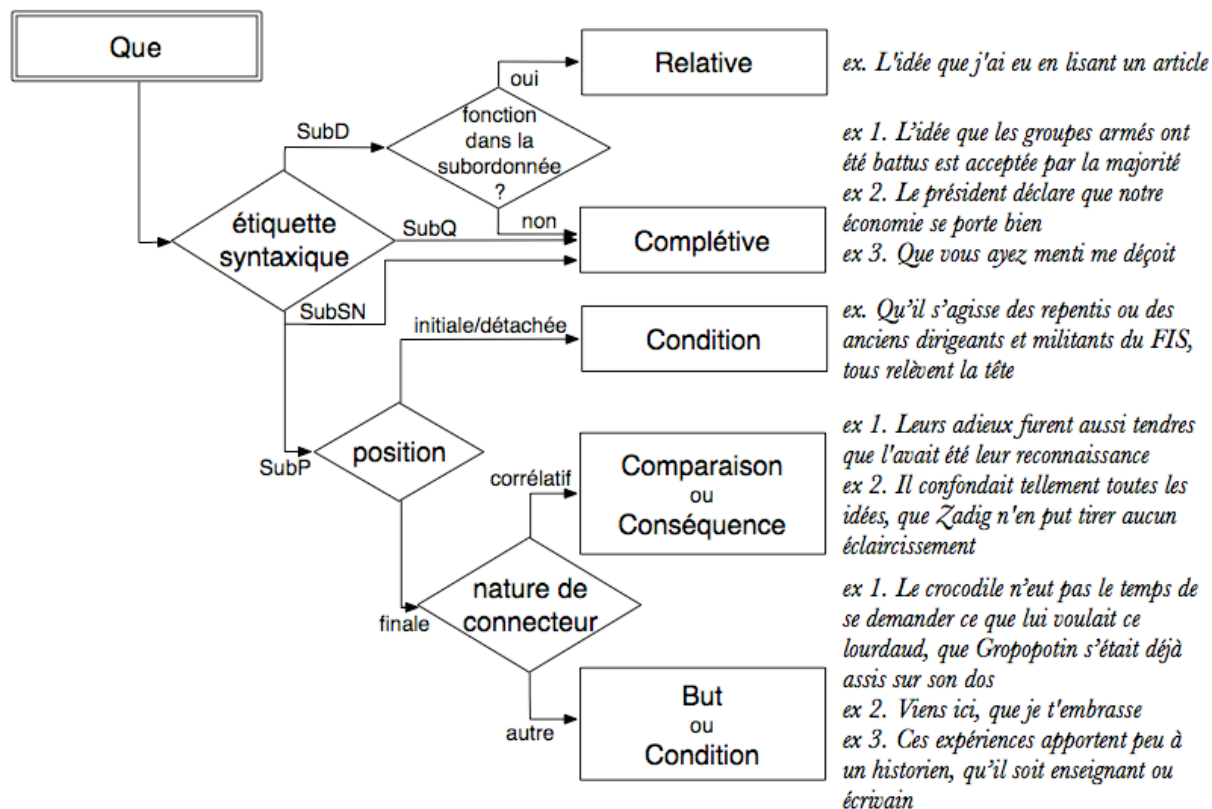 Que
Relative
ex. L'idée que j'ai eu en lisant un article
oui
SubD
fonction
dans la
subordonnée
?
ex 1. L'idée que les groupes armés ont
été battus est acceptée par la majorité
ex 2. Le président déclare que notre
économie se porte bien
ex 3. Que vous ayez menti me déçoit
non
étiquette
syntaxique
SubQ
Complétive
SubSN
initiale/détachée
Condition
ex. Qu'il s'agisse des repentis ou des
anciens dirigeants et militants du FIS,
tous relèvent la tête
SubP
position
corrélatif
Comparaison
ou
Conséquence
ex 1. Leurs adieux furent aussi tendres
que l'avait été leur reconnaissance
ex 2. Il confondait tellement toutes les
idées, que Zadig n'en put tirer aucun
éclaircissement
finale
nature de
connecteur
autre
But
ou
Condition
ex 1. Le crocodile n'eut pas le temps de
se demander ce que lui voulait ce
lourdaud, que Gropopotin s'était déjà
assis sur son dos
ex 2. Viens ici, que je t'embrasse
ex 3. Ces expériences apportent peu à
un historien, qu'il soit enseignant ou
écrivain